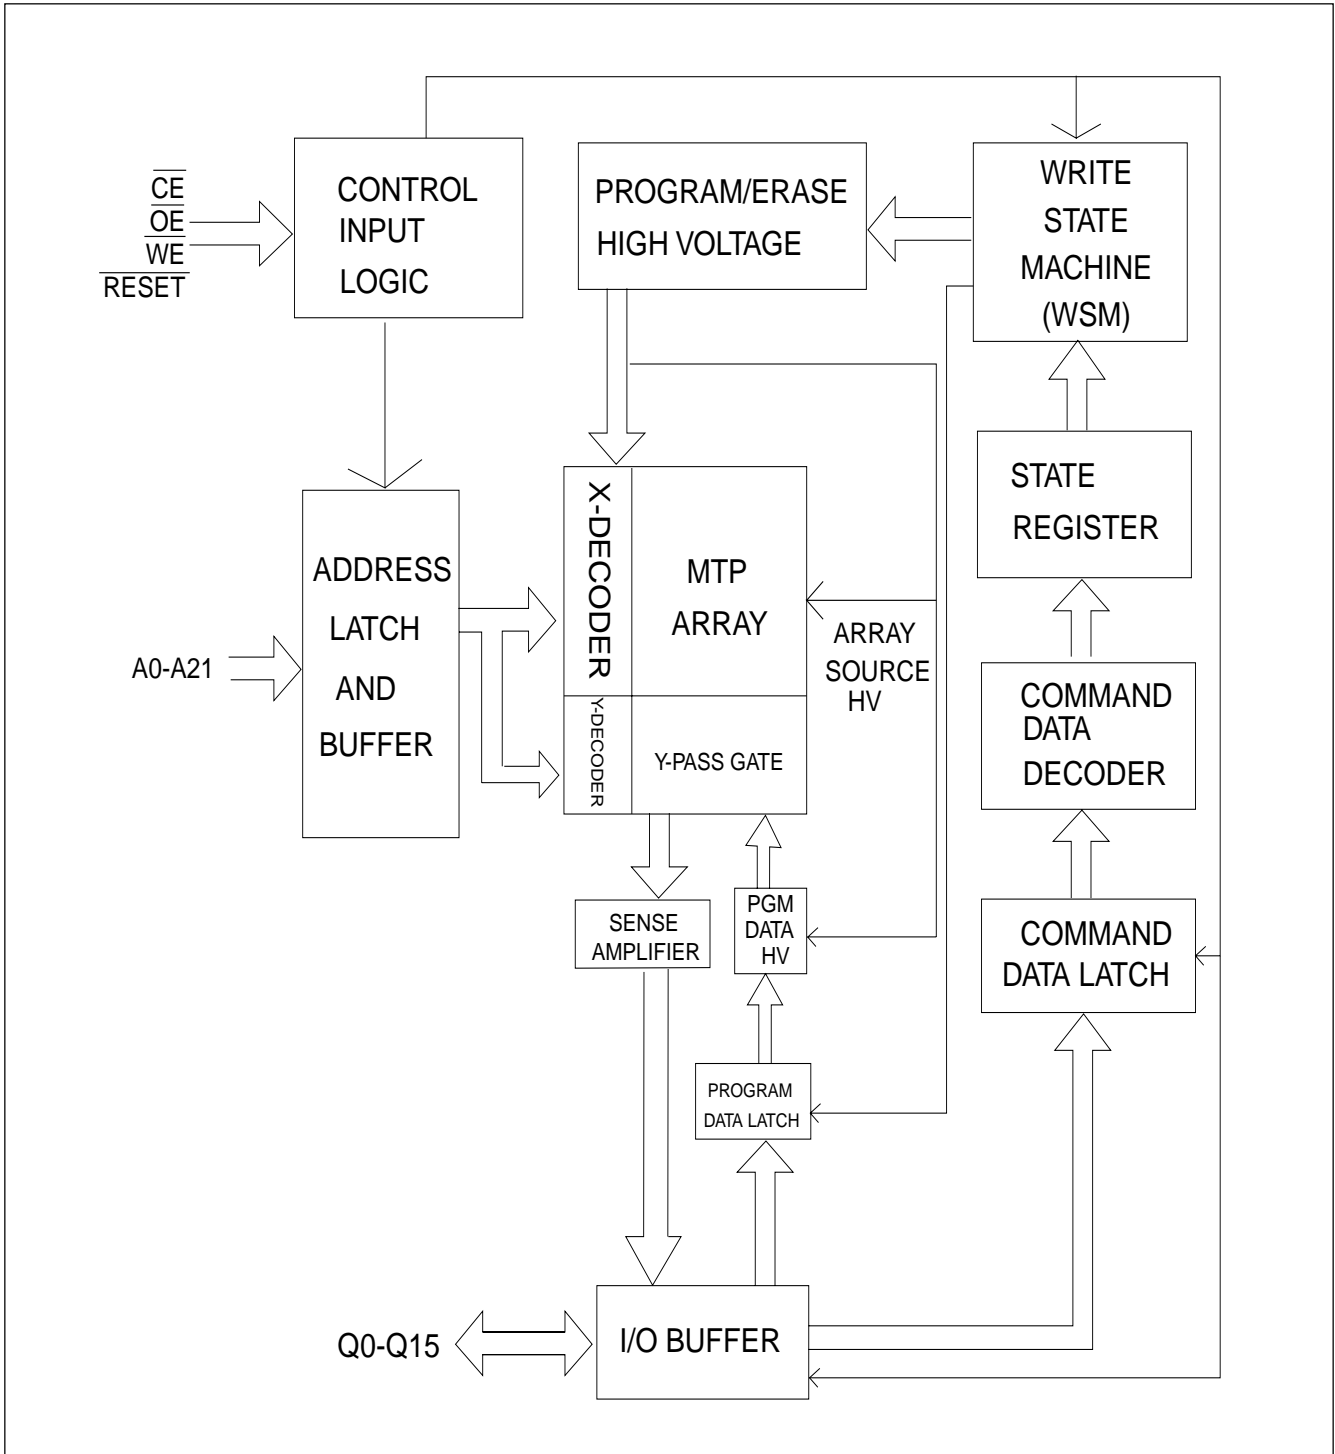 CE
OE
WE
RESET
CONTROL
INPUT
LOGIC
PROGRAM/ERASE
HIGH VOLTAGE
WRITE
STATE
MACHINE
(WSM)
STATE
REGISTER
X-DECODER
MTP
ARRAY
ADDRESS
LATCH
AND
BUFFER
A0-A21
ARRAY
SOURCE
HV
Y-DECODER
Y-PASS GATE
COMMAND
DATA
DECODER
SENSE
AMPLIFIER
PGM
DATA
HV
COMMAND
DATA LATCH
PROGRAM
DATA LATCH
Q0-Q15
I/O BUFFER